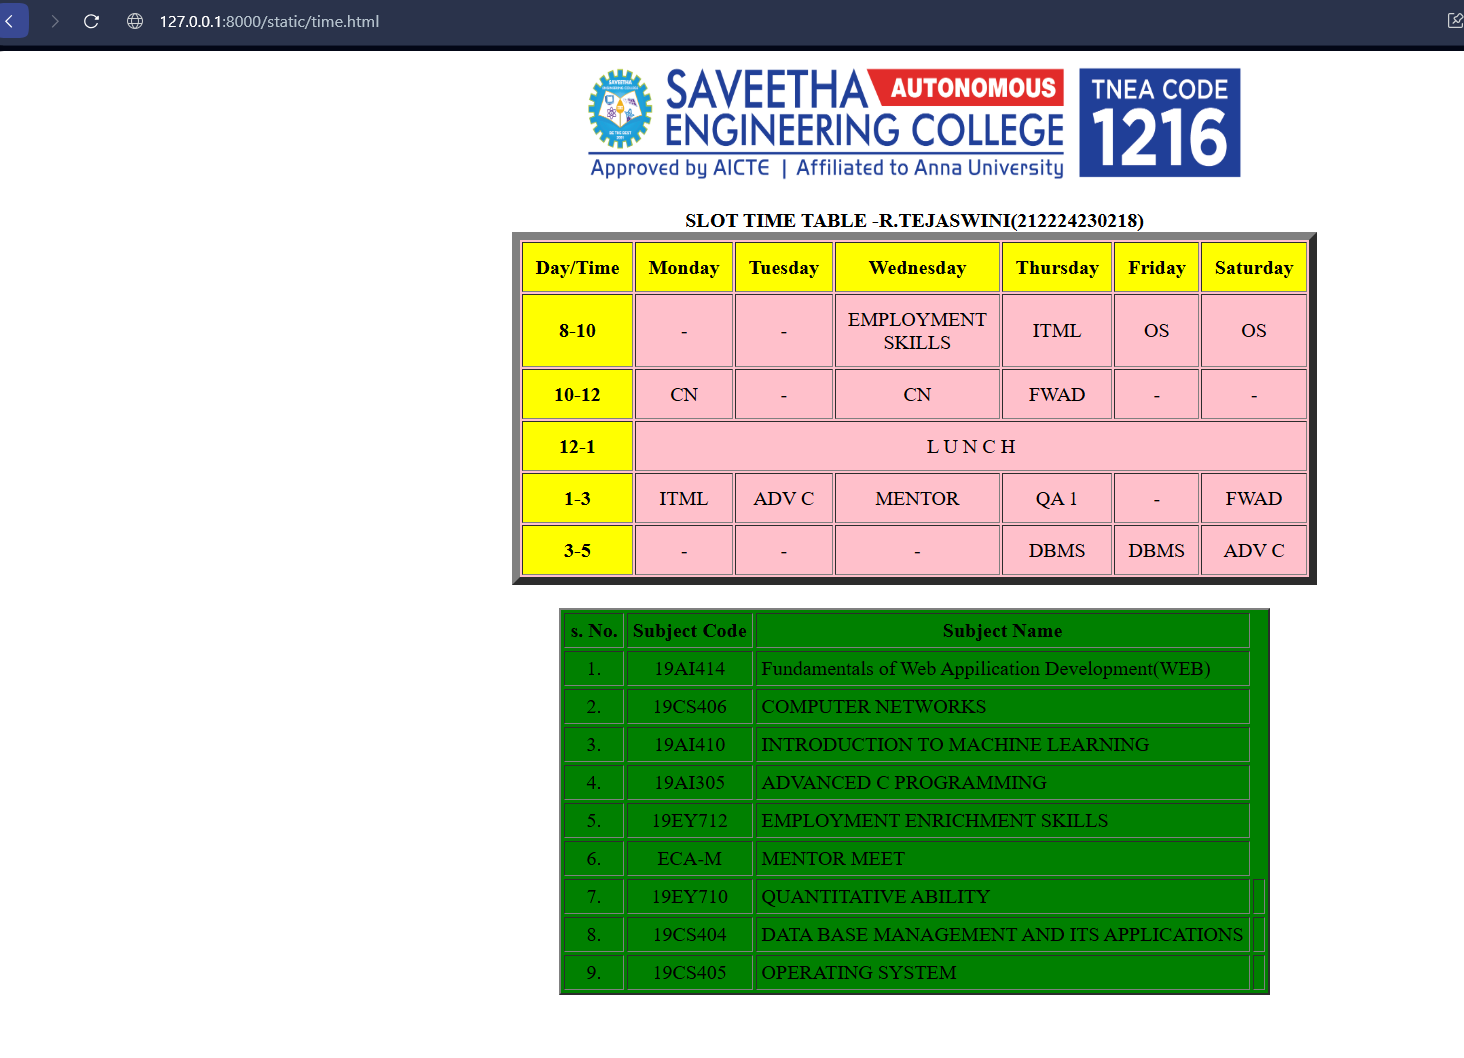 127.0.0.1:8000/static/time.html
SAVEETHA AUTONOMOUS
ENGINEERING COLLEGE
Approved by AICTE | Affiliated to Anna University
TNEA CODE
1216
SLOT TIME TABLE -R.TEJASWINI(212224230218)
Day/Time Monday Tuesday Wednesday Thursday Friday Saturday
8-10 - - EMPLOYMENT SKILLS ITML OS OS
10-12 CN - CN FWAD - -
12-1 L U N C H
1-3 ITML ADV C MENTOR QA 1 - FWAD
3-5 - - - DBMS DBMS ADV C
s. No. Subject Code Subject Name
1. 19AI414 Fundamentals of Web Appilication Development(WEB)
2. 19CS406 COMPUTER NETWORKS
3. 19AI410 INTRODUCTION TO MACHINE LEARNING
4. 19AI305 ADVANCED C PROGRAMMING
5. 19EY712 EMPLOYMENT ENRICHMENT SKILLS
6. ECA-M MENTOR MEET
7. 19EY710 QUANTITATIVE ABILITY
8. 19CS404 DATA BASE MANAGEMENT AND ITS APPLICATIONS
9. 19CS405 OPERATING SYSTEM